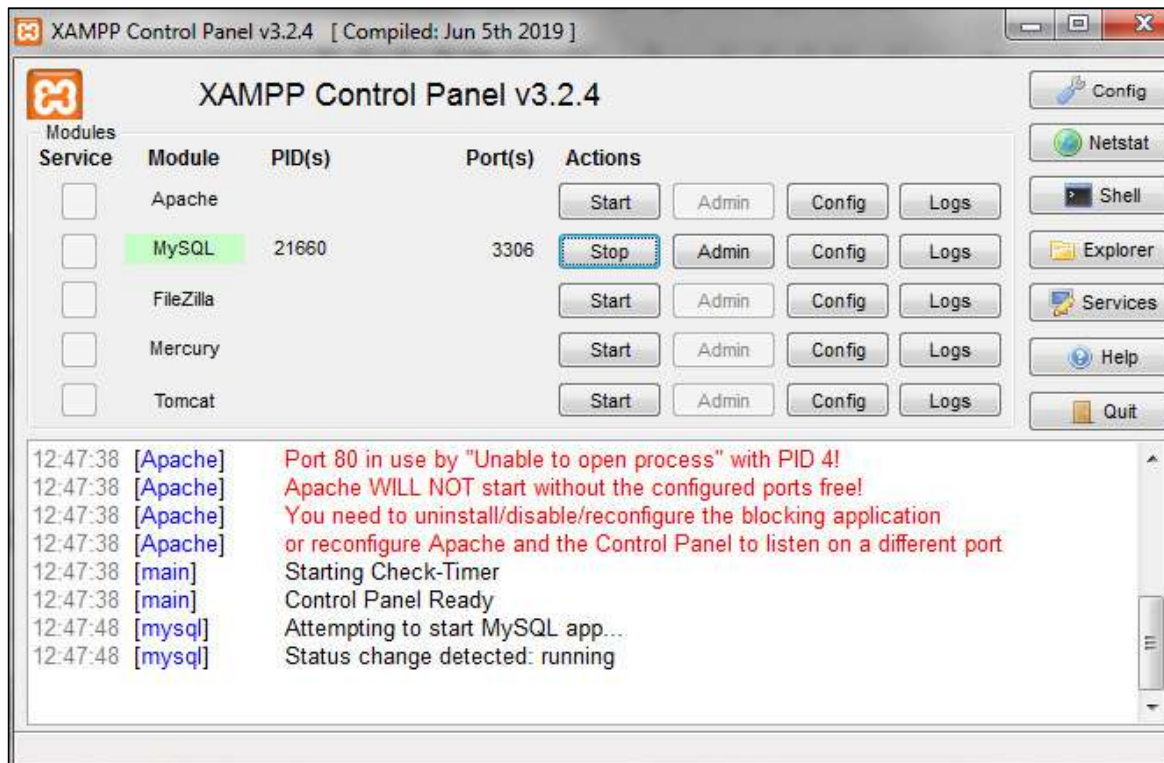 XAMPP Control Panel v3.2.4 [ Compiled: Jun 5th 2019 ]
XAMPP Control Panel v3.2.4
Config
Modules
Service Module PID(s) Port(s) Actions
Netstat
Apache Start Admin Config Logs
Shell
MySQL 21660 3306 Stop Admin Config Logs
Explorer
FileZilla Start Admin Config Logs
Services
Mercury Start Admin Config Logs
Help
Tomcat Start Admin Config Logs
Quit
12:47:38 [Apache] Port 80 in use by "Unable to open process" with PID 4!
12:47:38 [Apache] Apache WILL NOT start without the configured ports free!
12:47:38 [Apache] You need to uninstall/disable/reconfigure the blocking application
12:47:38 [Apache] or reconfigure Apache and the Control Panel to listen on a different port
12:47:38 [main] Starting Check-Timer
12:47:38 [main] Control Panel Ready
12:47:48 [mysql] Attempting to start MySQL app...
12:47:48 [mysql] Status change detected: running